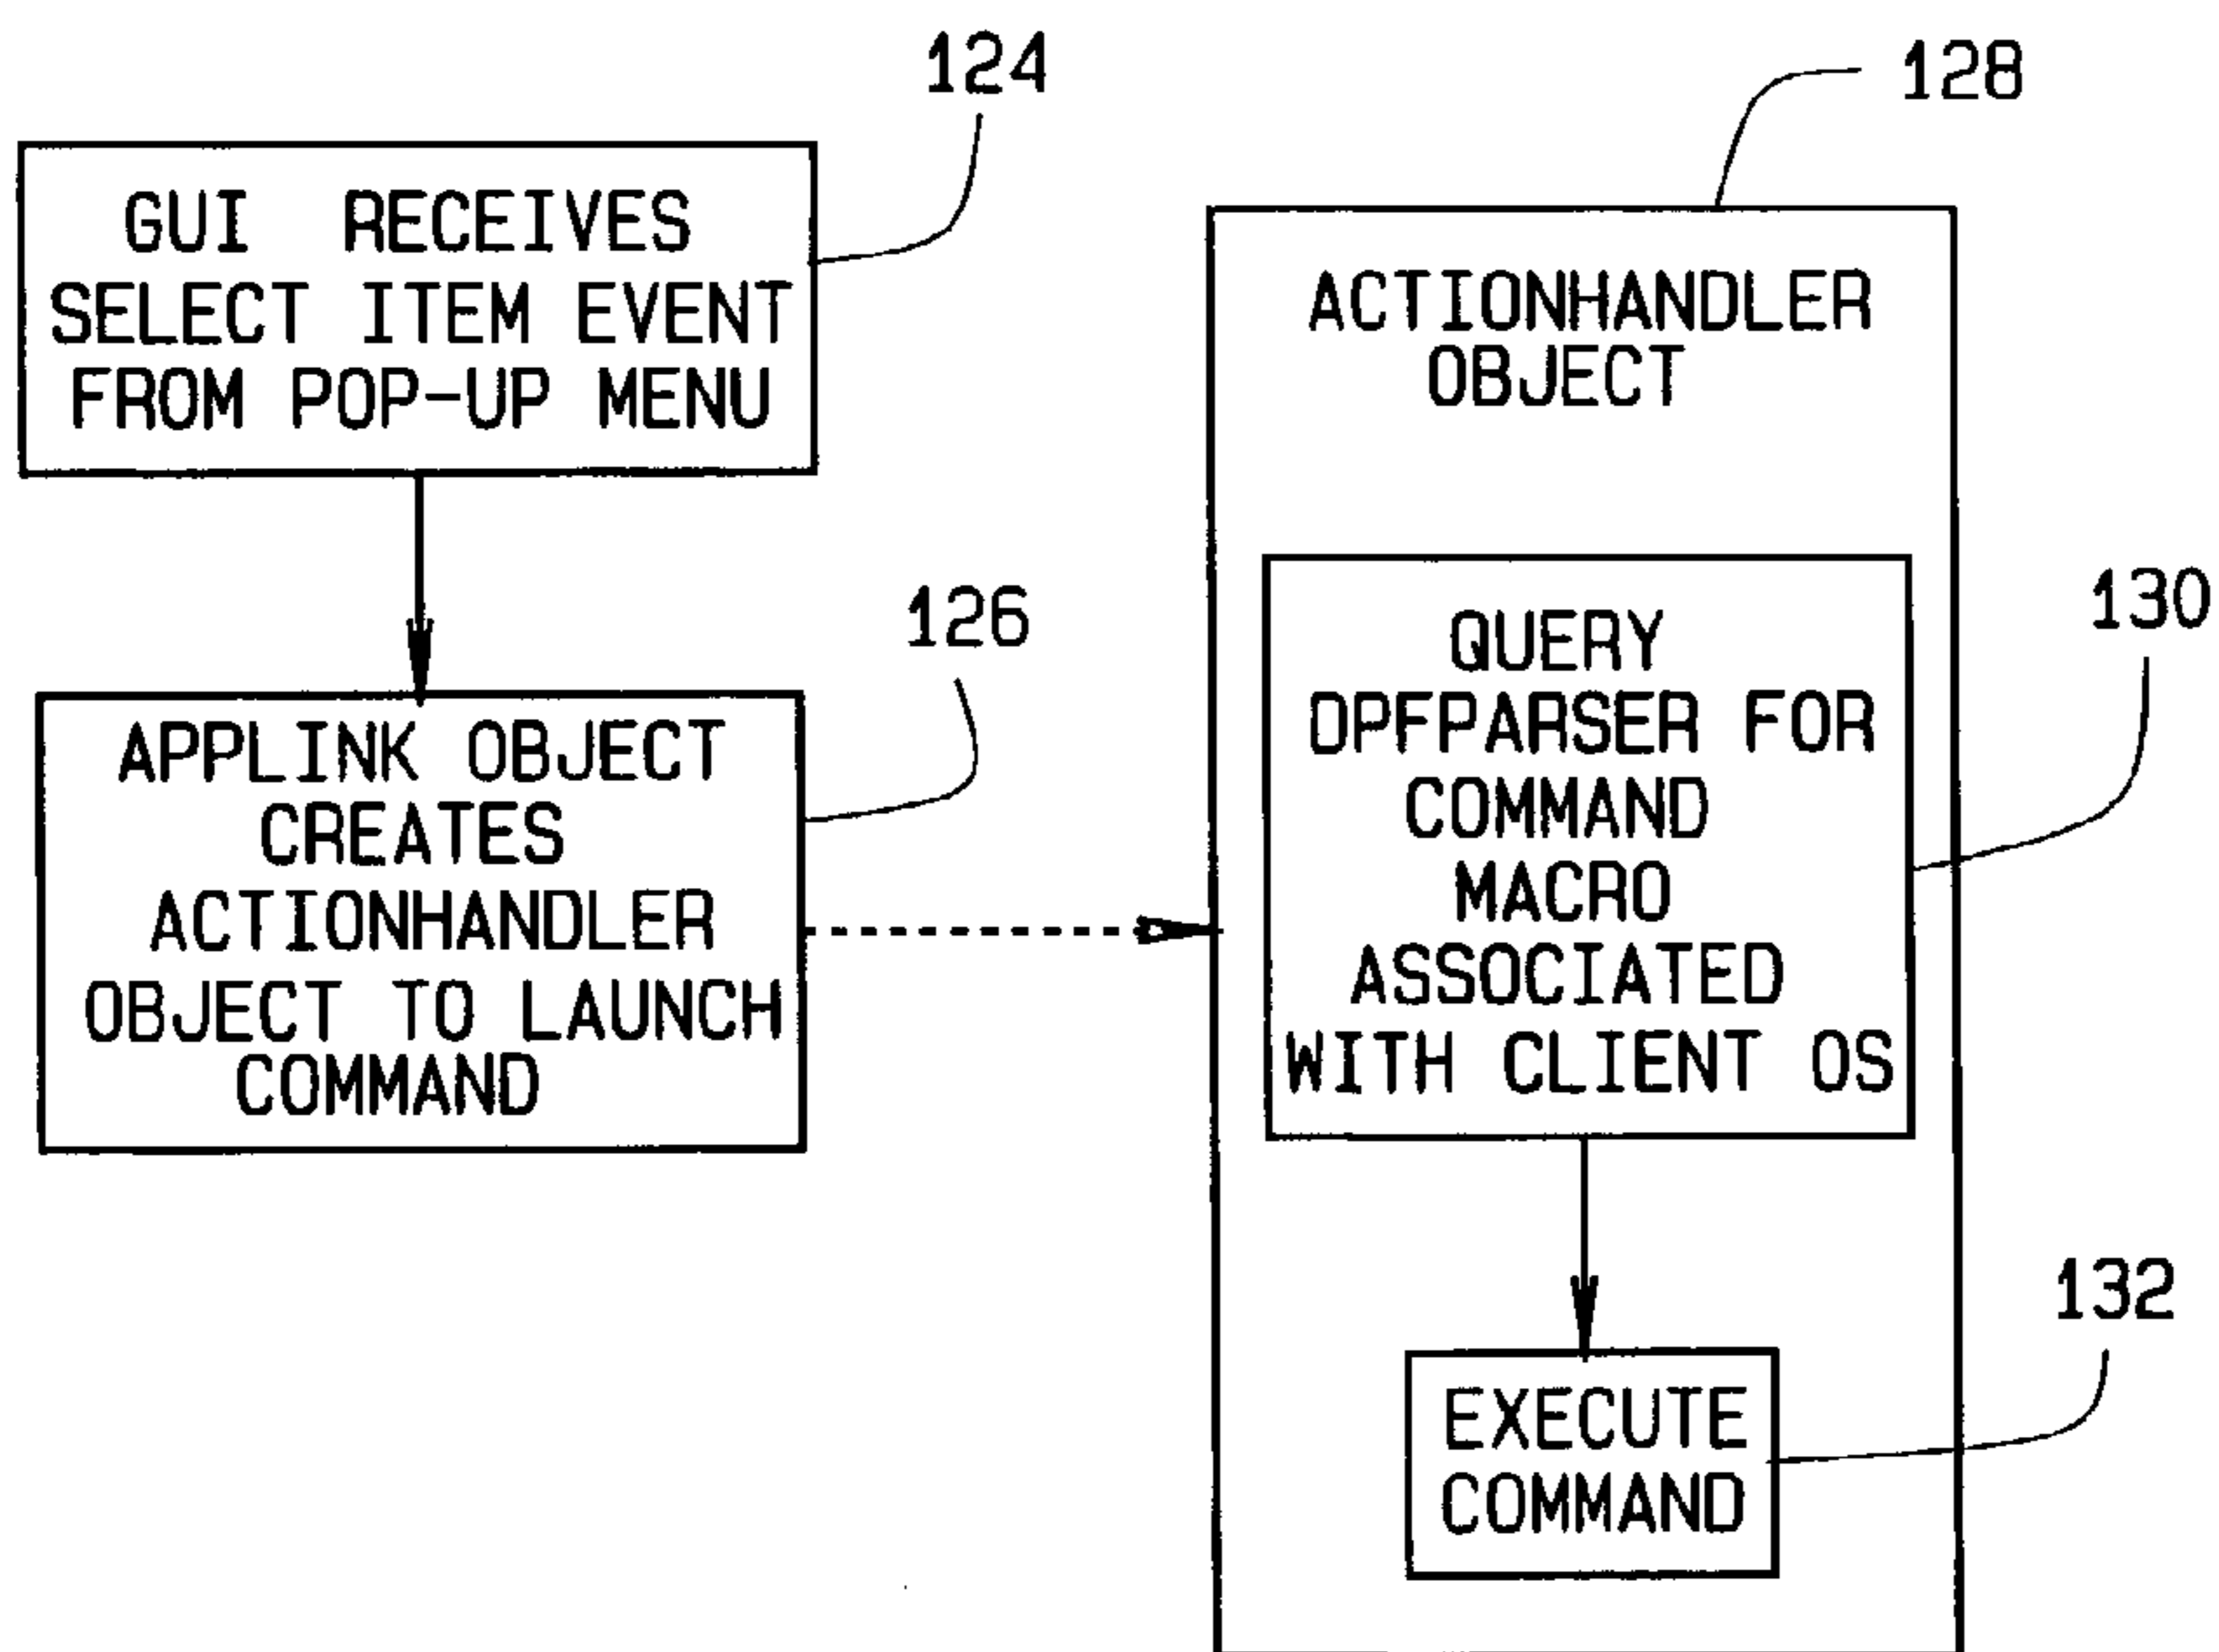 124
GUI RECEIVES
SELECT ITEM EVENT
FROM POP-UP MENU
126
APPLINK OBJECT
CREATES
ACTIONHANDLER
OBJECT TO LAUNCH
COMMAND
128
ACTIONHANDLER
OBJECT
130
QUERY
DPFPARSER FOR
COMMAND
MACRO
ASSOCIATED
WITH CLIENT OS
132
EXECUTE
COMMAND